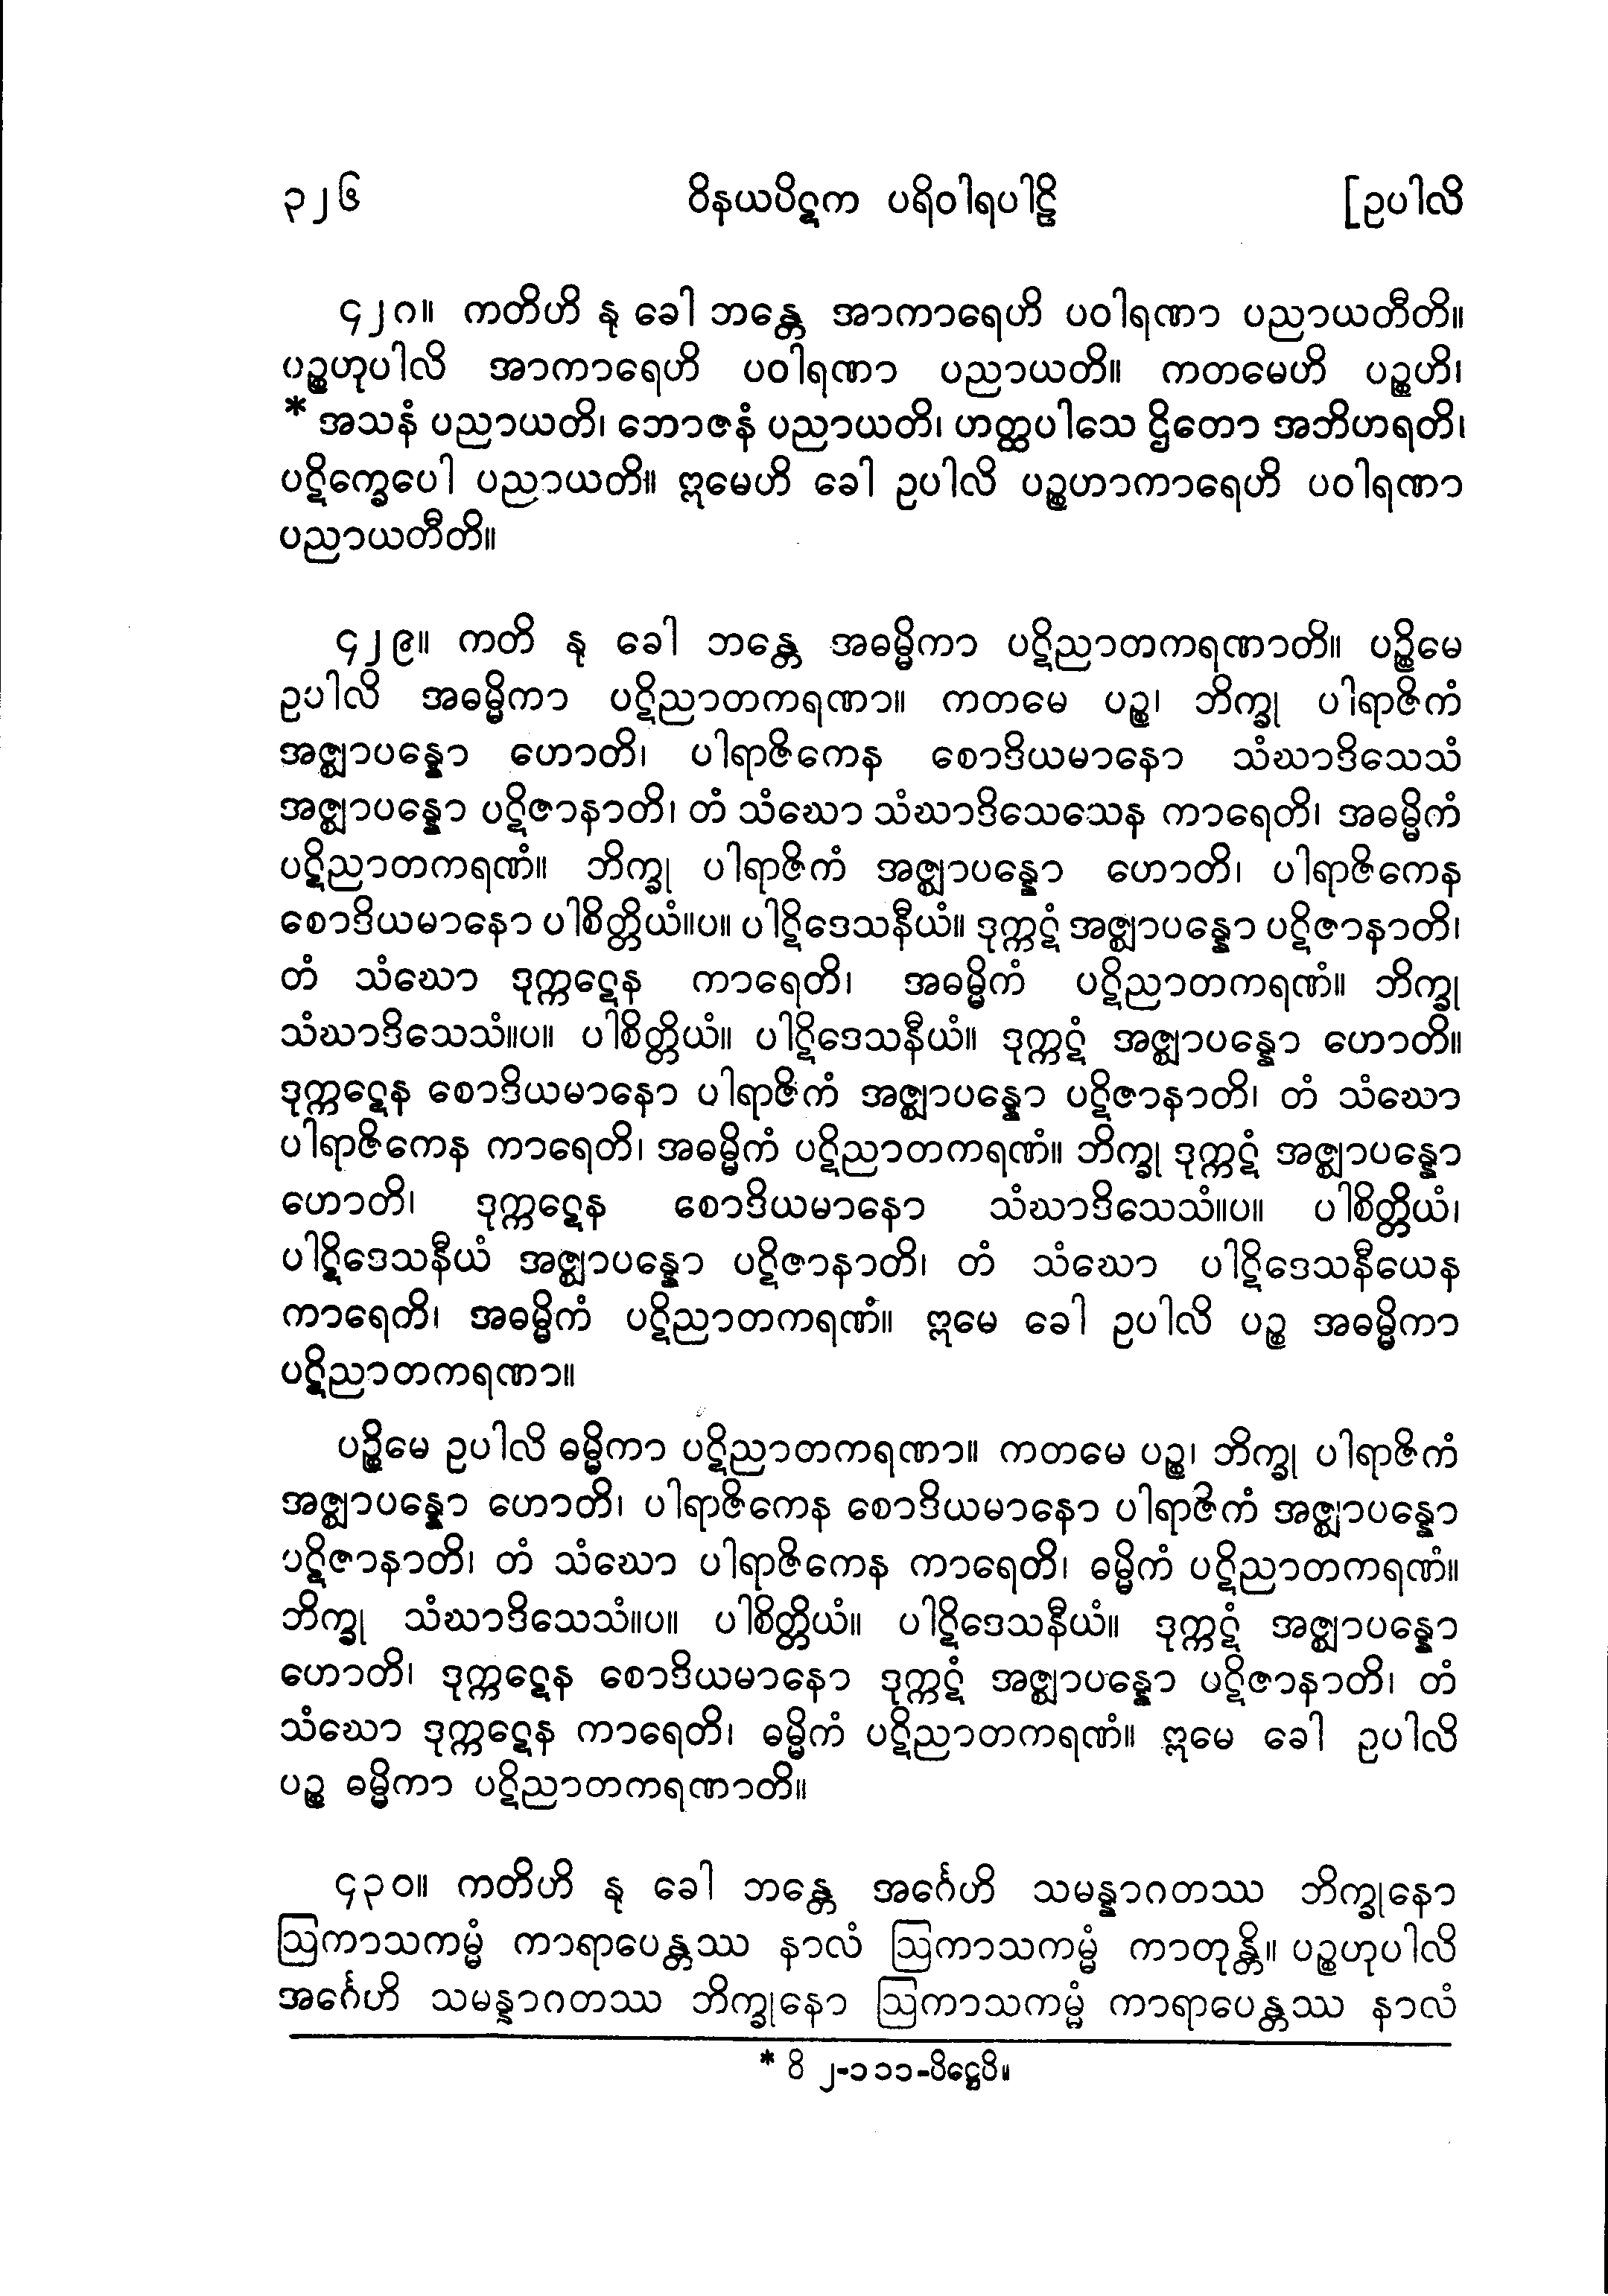 ၃၂၆ ဝိနယပိဋက ပရိဝါရပါဠိ [ဥပါလိ
၄၂၈။ ကတိဟိ နု ခေါ ဘန္တေ အာကာရေဟိ ပဝါရဏာ ပညာယတီတိ။
ပဉ္စဟုပါလိ အာကာရေဟိ ပဝါရဏာ ပညာယတိ။ ကတမေဟိ ပဉ္စဟိ၊
* အသနံ ပညာယတိ၊ ဘောဇနံ ပညာယတိ၊ ဟတ္ထပါသေ ဌိတော အဘိဟရတိ၊
ပဋိက္ခေပေါ ပညာယတိ။ ဣမေဟိ ခေါ ဥပါလိ ပဉ္စဟာကာရေဟိ ပဝါရဏာ
ပညာယတီတိ။
၄၂၉။ ကတိ နု ခေါ ဘန္တေ အဓမ္မိကာ ပဋိညာတကရဏာတိ။ ပဉ္စိမေ
ဥပါလိ အဓမ္မိကာ ပဋိညာတကရဏာ။ ကတမေ ပဉ္စ၊ ဘိက္ခု ပါရာဇိကံ
အဇ္ဈာပန္နော ဟောတိ၊ ပါရာဇိကေန စောဒိယမာနော သံဃာဒိသေသံ
အဇ္ဈာပန္နော ပဋိဇာနာတိ၊ တံ သံဃော သံဃာဒိသေသေန ကာရေတိ၊ အဓမ္မိကံ
ပဋိညာတကရဏံ။ ဘိက္ခု ပါရာဇိကံ အဇ္ဈာပန္နော ဟောတိ၊ ပါရာဇိကေန
စောဒိယမာနော ပါစိတ္တိယံ။ပ။ ပါဋိဒေသနီယံ။ ဒုက္ကဋံ အဇ္ဈာပန္နော ပဋိဇာနာတိ၊
တံ သံဃော ဒုက္ကဋေန ကာရေတိ၊ အဓမ္မိကံ ပဋိညာတကရဏံ။ ဘိက္ခု
သံဃာဒိသေသံ။ပ။ ပါစိတ္တိယံ။ ပါဋိဒေသနီယံ။ ဒုက္ကဋံ အဇ္ဈာပန္နော ဟောတိ။
ဒုက္ကဋေန စောဒိယမာနော ပါရာဇိကံ အဇ္ဈာပန္နော ပဋိဇာနာတိ၊ တံ သံဃော
ပါရာဇိကေန ကာရေတိ၊ အဓမ္မိကံ ပဋိညာတကရဏံ။ ဘိက္ခု ဒုက္ကဋံ အဇ္ဈာပန္နော
ဟောတိ၊ ဒုက္ကဋေန စောဒိယမာနော သံဃာဒိသေသံ။ပ။ ပါစိတ္တိယံ၊
ပါဋိဒေသနီယံ အဇ္ဈာပန္နော ပဋိဇာနာတိ၊ တံ သံဃော ပါဋိဒေသနီယေန
ကာရေတိ၊ အဓမ္မိကံ ပဋိညာတကရဏံ။ ဣမေ ခေါ ဥပါလိ ပဉ္စ အဓမ္မိကာ
ပဋိညာတကရဏာ။
ပဉ္စိမေ ဥပါလိ ဓမ္မိကာ ပဋိညာတကရဏာ။ ကတမေ ပဉ္စ၊ ဘိက္ခု ပါရာဇိကံ
အဇ္ဈာပန္နော ဟောတိ၊ ပါရာဇိကေန စောဒိယမာနော ပါရာဇိကံ အဇ္ဈာပန္နော
ပဋိဇာနာတိ၊ တံ သံဃော ပါရာဇိကေန ကာရေတိ၊ ဓမ္မိကံ ပဋိညာတကရဏံ။
ဘိက္ခု သံဃာဒိသေသံ။ပ။ ပါစိတ္တိယံ။ ပါဋိဒေသနီယံ။ ဒုက္ကဋံ အဇ္ဈာပန္နော
ဟောတိ၊ ဒုက္ကဋေန စောဒိယမာနော ဒုက္ကဋံ အဇ္ဈာပန္နော ပဋိဇာနာတိ၊ တံ
သံဃော ဒုက္ကဋေန ကာရေတိ၊ ဓမ္မိကံ ပဋိညာတကရဏံ။ ဣမေ ခေါ ဥပါလိ
ပဉ္စ ဓမ္မိကာ ပဋိညာတကရဏာတိ။
၄၃၀။ ကတိဟိ နု ခေါ ဘန္တေ အင်္ဂေဟိ သမန္နာဂတဿ ဘိက္ခုနော
ဩကာသကမ္မံ ကာရာပေန္တဿ နာလံ ဩကာသကမ္မံ ကာတုန္တိ။ ပဉ္စဟုပါလိ
အင်္ဂေဟိ သမန္နာဂတဿ ဘိက္ခုနော ဩကာသကမ္မံ ကာရာပေန္တဿ နာလံ
* ဝိ ၂-၁၁၁-ပိဋ္ဌေပိ။